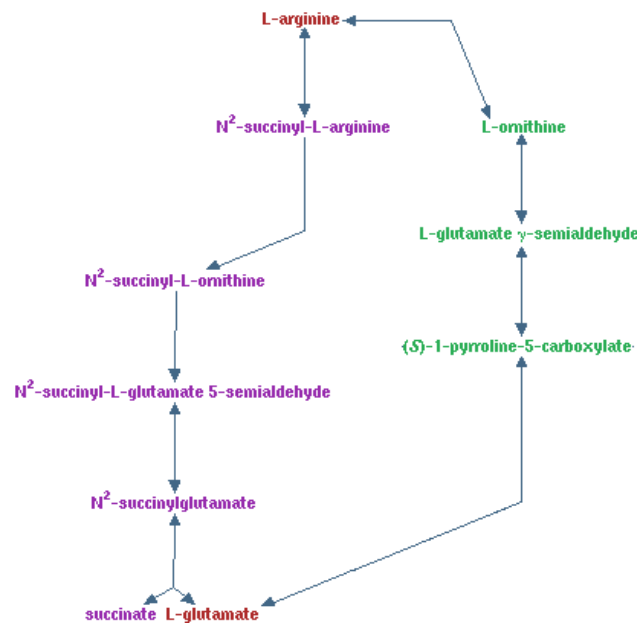 L-arginine
N²-succinyl-L-arginine
L-ornithine
L-glutamate γ-semialdehyde
N²-succinyl-L-ornithine
(S)-1-pyrroline-5-carboxylate
N²-succinyl-L-glutamate 5-semialdehyde
N²-succinylglutamate
succinate L-glutamate